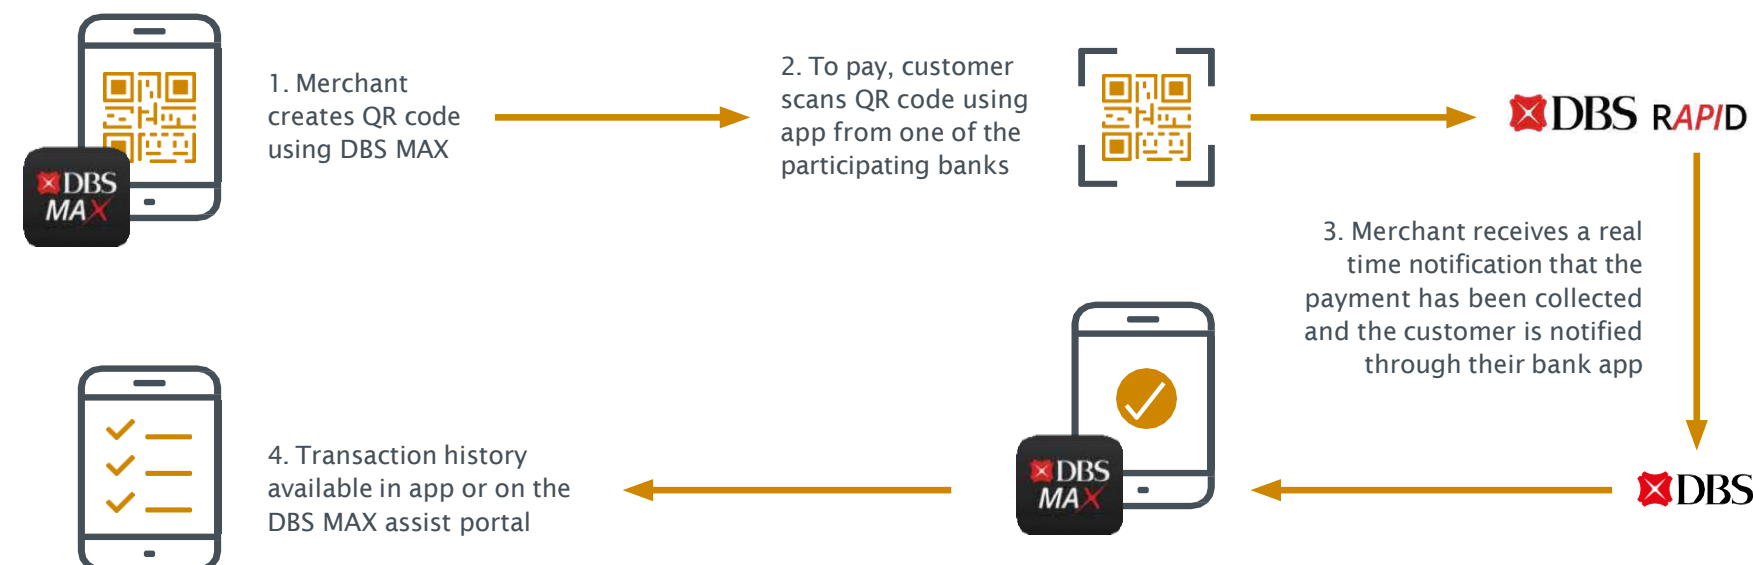 1. Merchant
creates QR code
using DBS MAX
DBS
MAX
2. To pay, customer
scans QR code using
app from one of the
participating banks
DBS RAPID
3. Merchant receives a real
time notification that the
payment has been collected
and the customer is notified
through their bank app
DBS
DBS
MAX
4. Transaction history
available in app or on the
DBS MAX assist portal